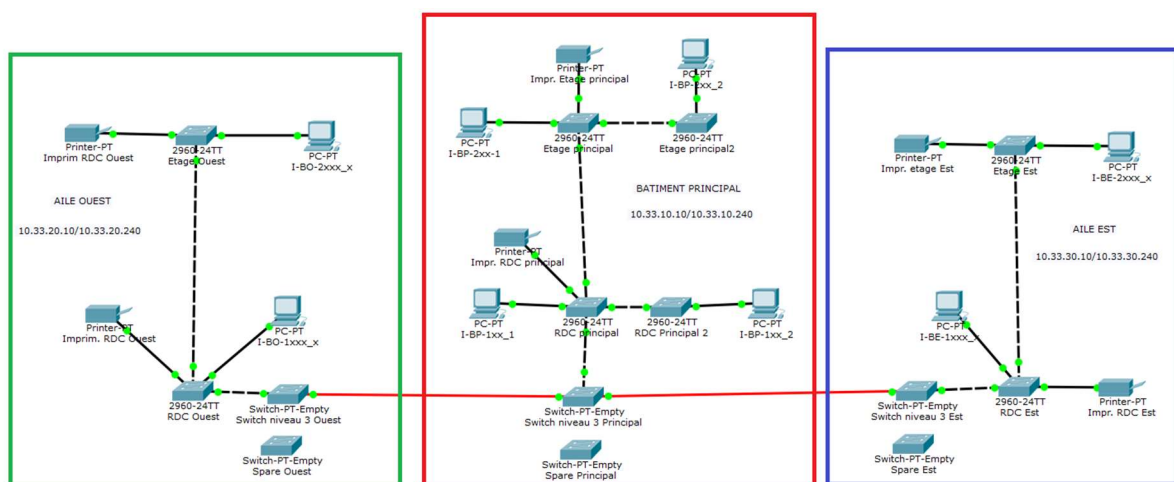 Printer-PT
Imprim RDC Ouest
2960-24TT
Etage Ouest
PC-PT
I-BO-2xxx_x
AILE OUEST
10.33.20.10/10.33.20.240
Printer-PT
Imprim. RDC Ouest
PC-PT
I-BO-1xxx_x
2960-24TT
RDC Ouest
Switch-PT-Empty
Switch niveau 3 Ouest
Switch-PT-Empty
Spare Ouest
Printer-PT
Impr. Etage principal
PC-PT
I-BP-2xx_2
PC-PT
I-BP-2xx-1
2960-24TT
Etage principal
2960-24TT
Etage principal2
BATIMENT PRINCIPAL
10.33.10.10/10.33.10.240
Printer-PT
Impr. RDC principal
PC-PT
I-BP-1xx_1
2960-24TT
RDC principal
2960-24TT
RDC Principal 2
PC-PT
I-BP-1xx_2
Switch-PT-Empty
Switch niveau 3 Principal
Switch-PT-Empty
Spare Principal
Printer-PT
Impr. etage Est
2960-24TT
Etage Est
PC-PT
I-BE-2xxx_x
AILE EST
10.33.30.10/10.33.30.240
PC-PT
I-BE-1xxx_x
Switch-PT-Empty
Switch niveau 3 Est
2960-24TT
RDC Est
Printer-PT
Impr. RDC Est
Switch-PT-Empty
Spare Est